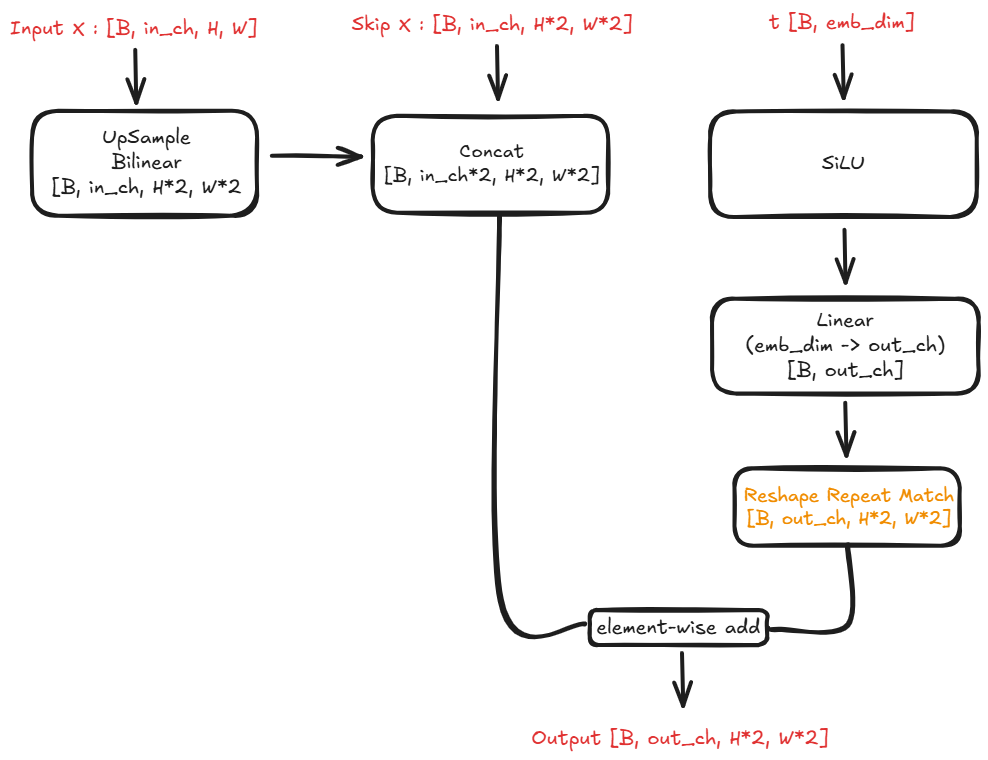 Input X : [B, in_ch, H, W]
Skip X : [B, in_ch, H*2, W*2]
t [B, emb_dim]
UpSample
Bilinear
[B, in_ch, H*2, W*2
Concat
[B, in_ch*2, H*2, W*2]
SiLU
Linear
(emb_dim -> out_ch)
[B, out_ch]
Reshape Repeat Match
[B, out_ch, H*2, W*2]
element-wise add
Output [B, out_ch, H*2, W*2]